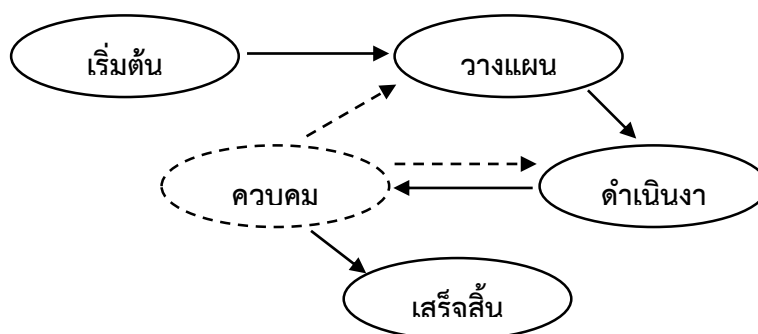 เริ่มต้น
วางแผน
ควบคม
ดำเนินงา
เสร็จสิ้น